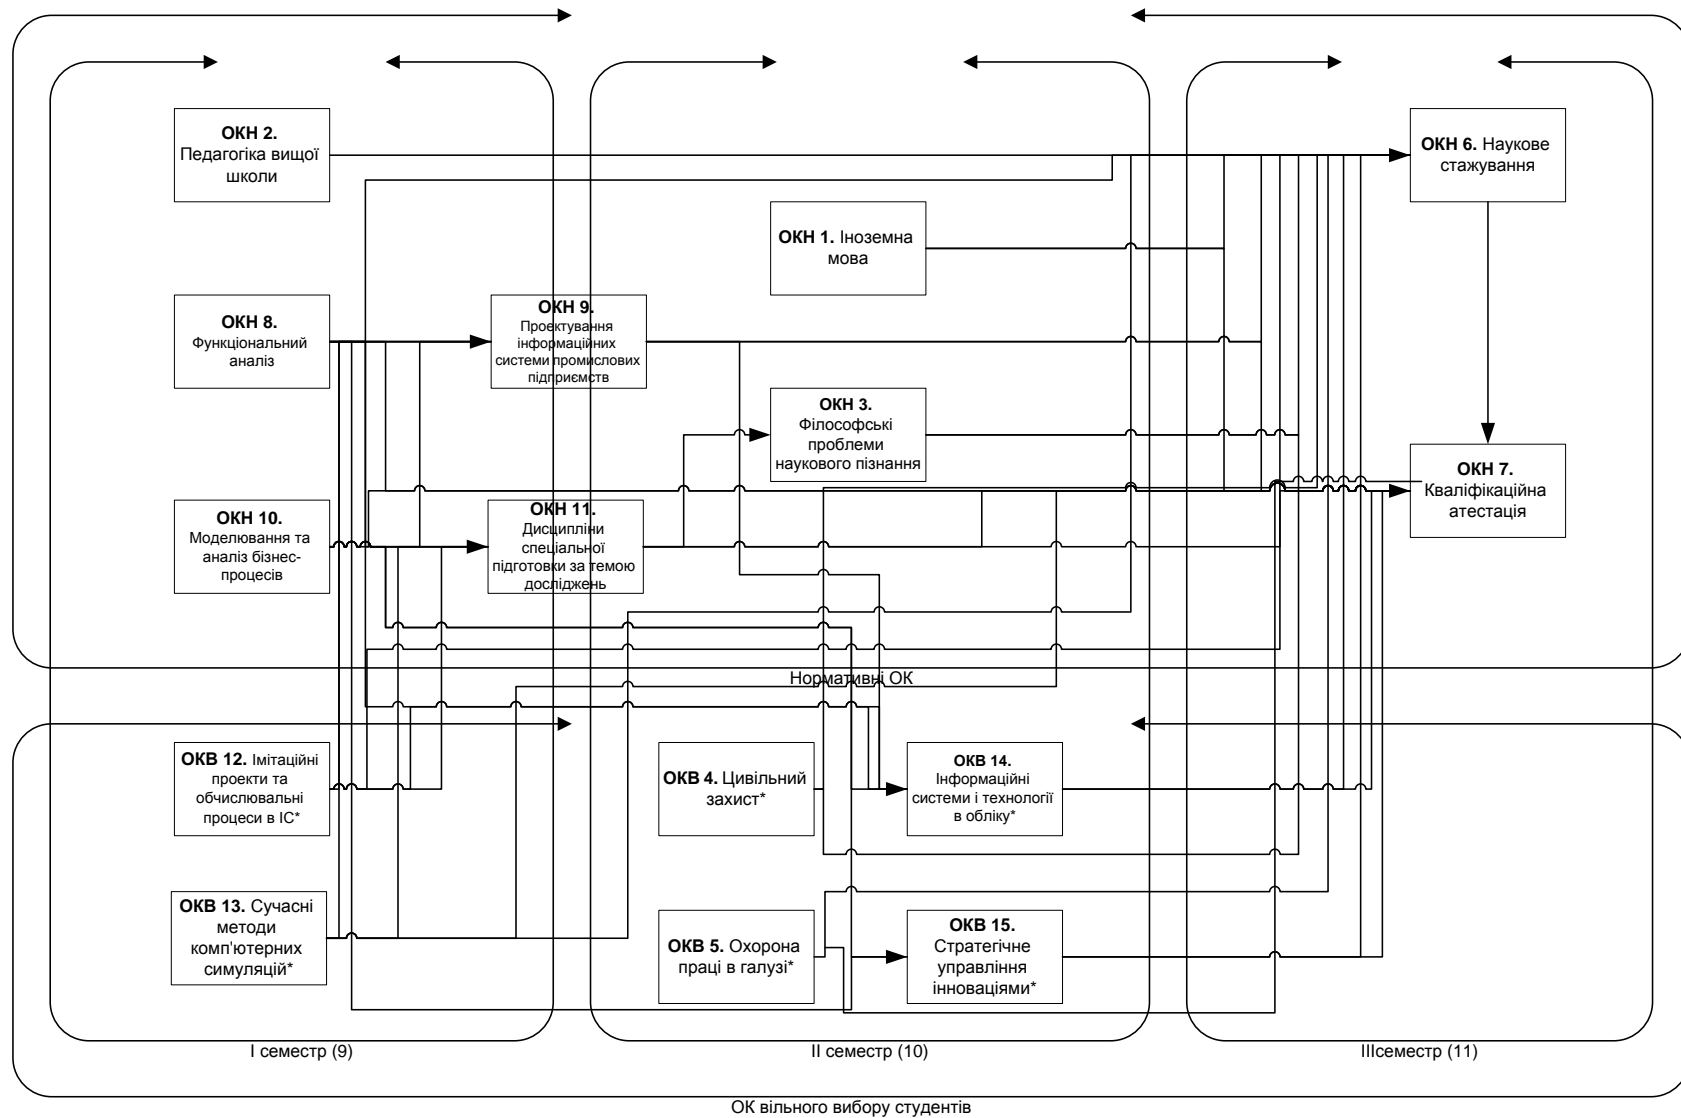 ОКН 2.
Педагогіка вищої
школи
ОКН 6. Наукове
стажування
ОКН 1. Іноземна
мова
ОКН 8.
Функціональний
аналіз
ОКН 9.
Проектування
інформаційних
системи промислових
підприємств
ОКН 3.
Філософські
проблеми
наукового пізнання
ОКН 7.
Кваліфікаційна
атестація
ОКН 10.
Моделювання та
аналіз бізнес-
процесів
ОКН 11.
Дисципліни
спеціальної
підготовки за темою
досліджень
Нормативні ОК
ОКВ 12. Імітаційні
проекти та
обчислювальні
процеси в ІС*
ОКВ 4. Цивільний
захист*
ОКВ 14.
Інформаційні
системи і технології
в обліку*
ОКВ 13. Сучасні
методи
комп'ютерних
симуляцій*
ОКВ 5. Охорона
праці в галузі*
ОКВ 15.
Стратегічне
управління
інноваціями*
І семестр (9)
ІІ семестр (10)
ІІІсеместр (11)
ОК вільного вибору студентів